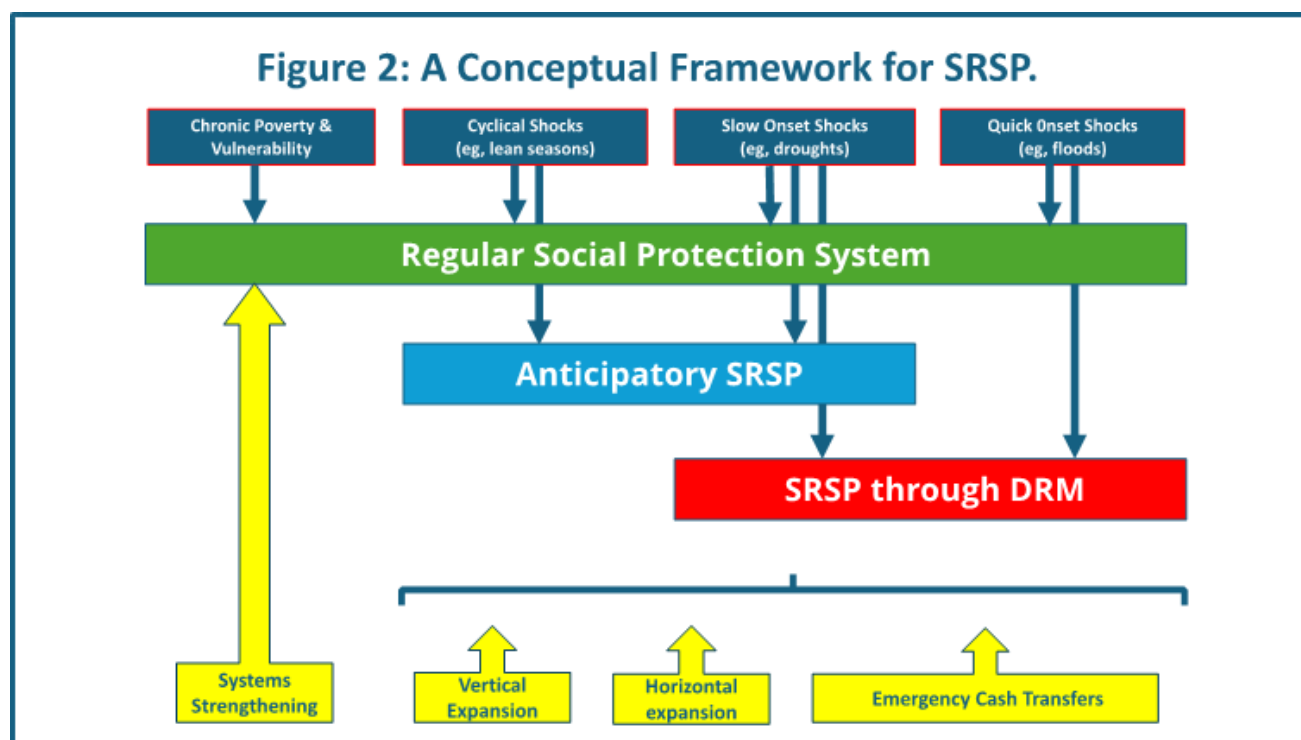 Figure 2: A Conceptual Framework for SRSP.
Chronic Poverty &
Vulnerability
Cyclical Shocks
(eg, lean seasons)
Slow Onset Shocks
(eg, droughts)
Quick 0nset Shocks
(eg, floods)
Regular Social Protection System
Anticipatory SRSP
SRSP through DRM
Systems
Strengthening
Vertical
Expansion
Horizontal
expansion
Emergency Cash Transfers